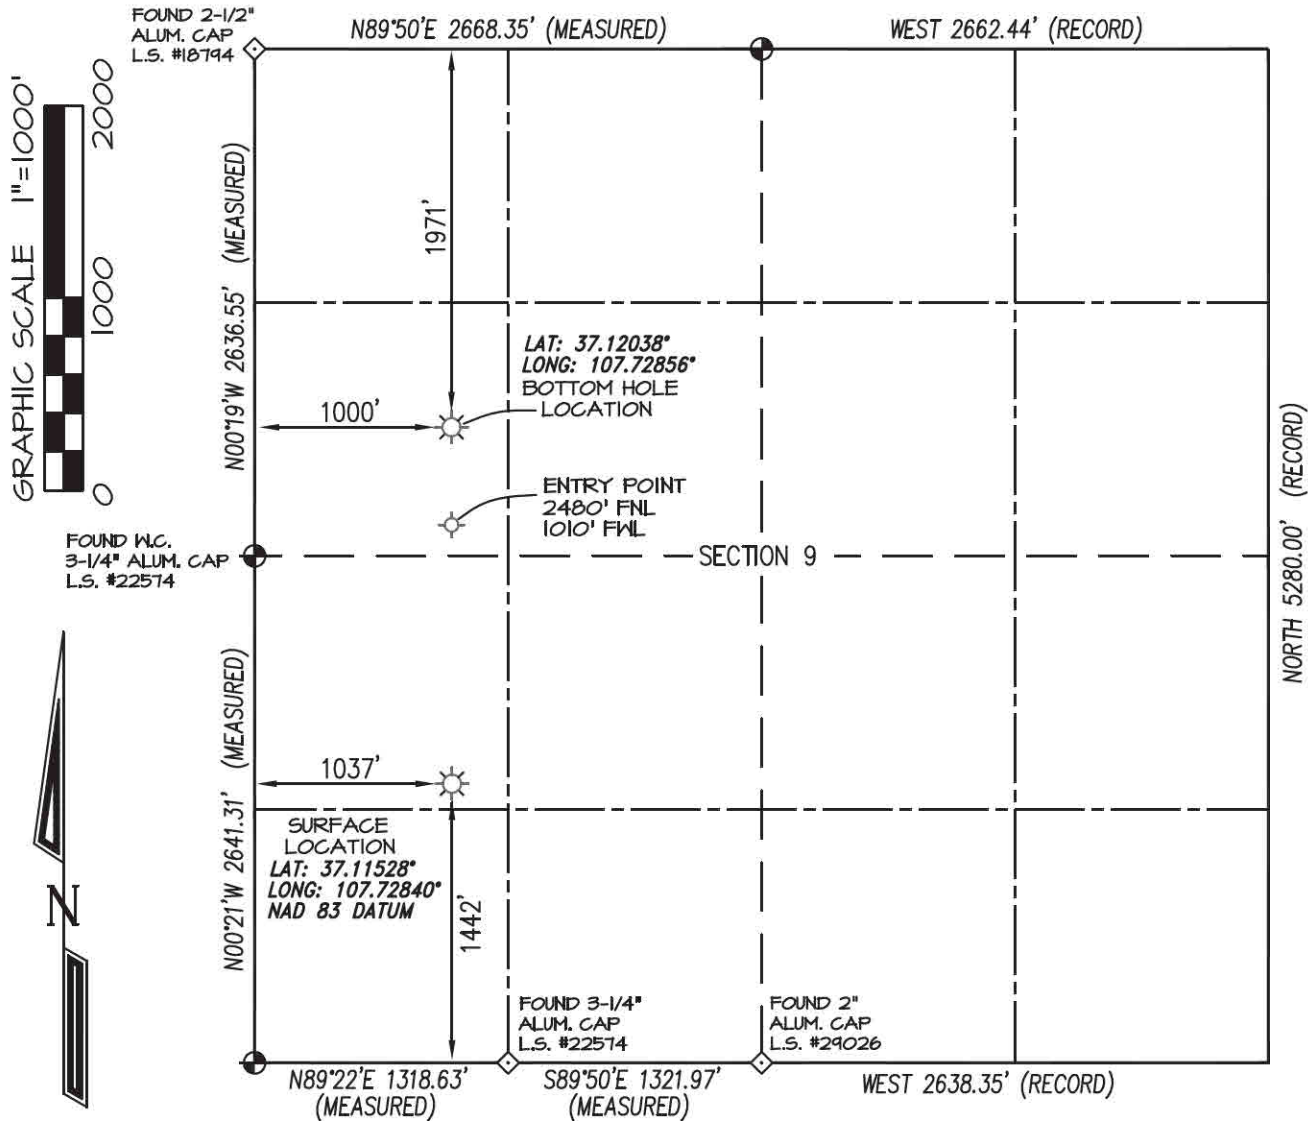 FOUND 2-1/2"
ALUM. CAP
L.S. #18794
N89°50'E 2668.35' (MEASURED)
WEST 2662.44' (RECORD)
GRAPHIC SCALE 1"=1000'
2000
1000
0
N00°19'W 2636.55' (MEASURED)
1971'
LAT: 37.12038°
LONG: 107.72856°
BOTTOM HOLE
LOCATION
1000'
ENTRY POINT
2480' FNL
1010' FWL
NORTH 5280.00' (RECORD)
FOUND W.C.
3-1/4" ALUM. CAP
L.S. #22574
SECTION 9
N00°21'W 2641.31' (MEASURED)
1037'
SURFACE
LOCATION
LAT: 37.11528°
LONG: 107.72840°
NAD 83 DATUM
1442'
N
FOUND 3-1/4"
ALUM. CAP
L.S. #22574
FOUND 2"
ALUM. CAP
L.S. #29026
N89°22'E 1318.63'
(MEASURED)
S89°50'E 1321.97'
(MEASURED)
WEST 2638.35' (RECORD)